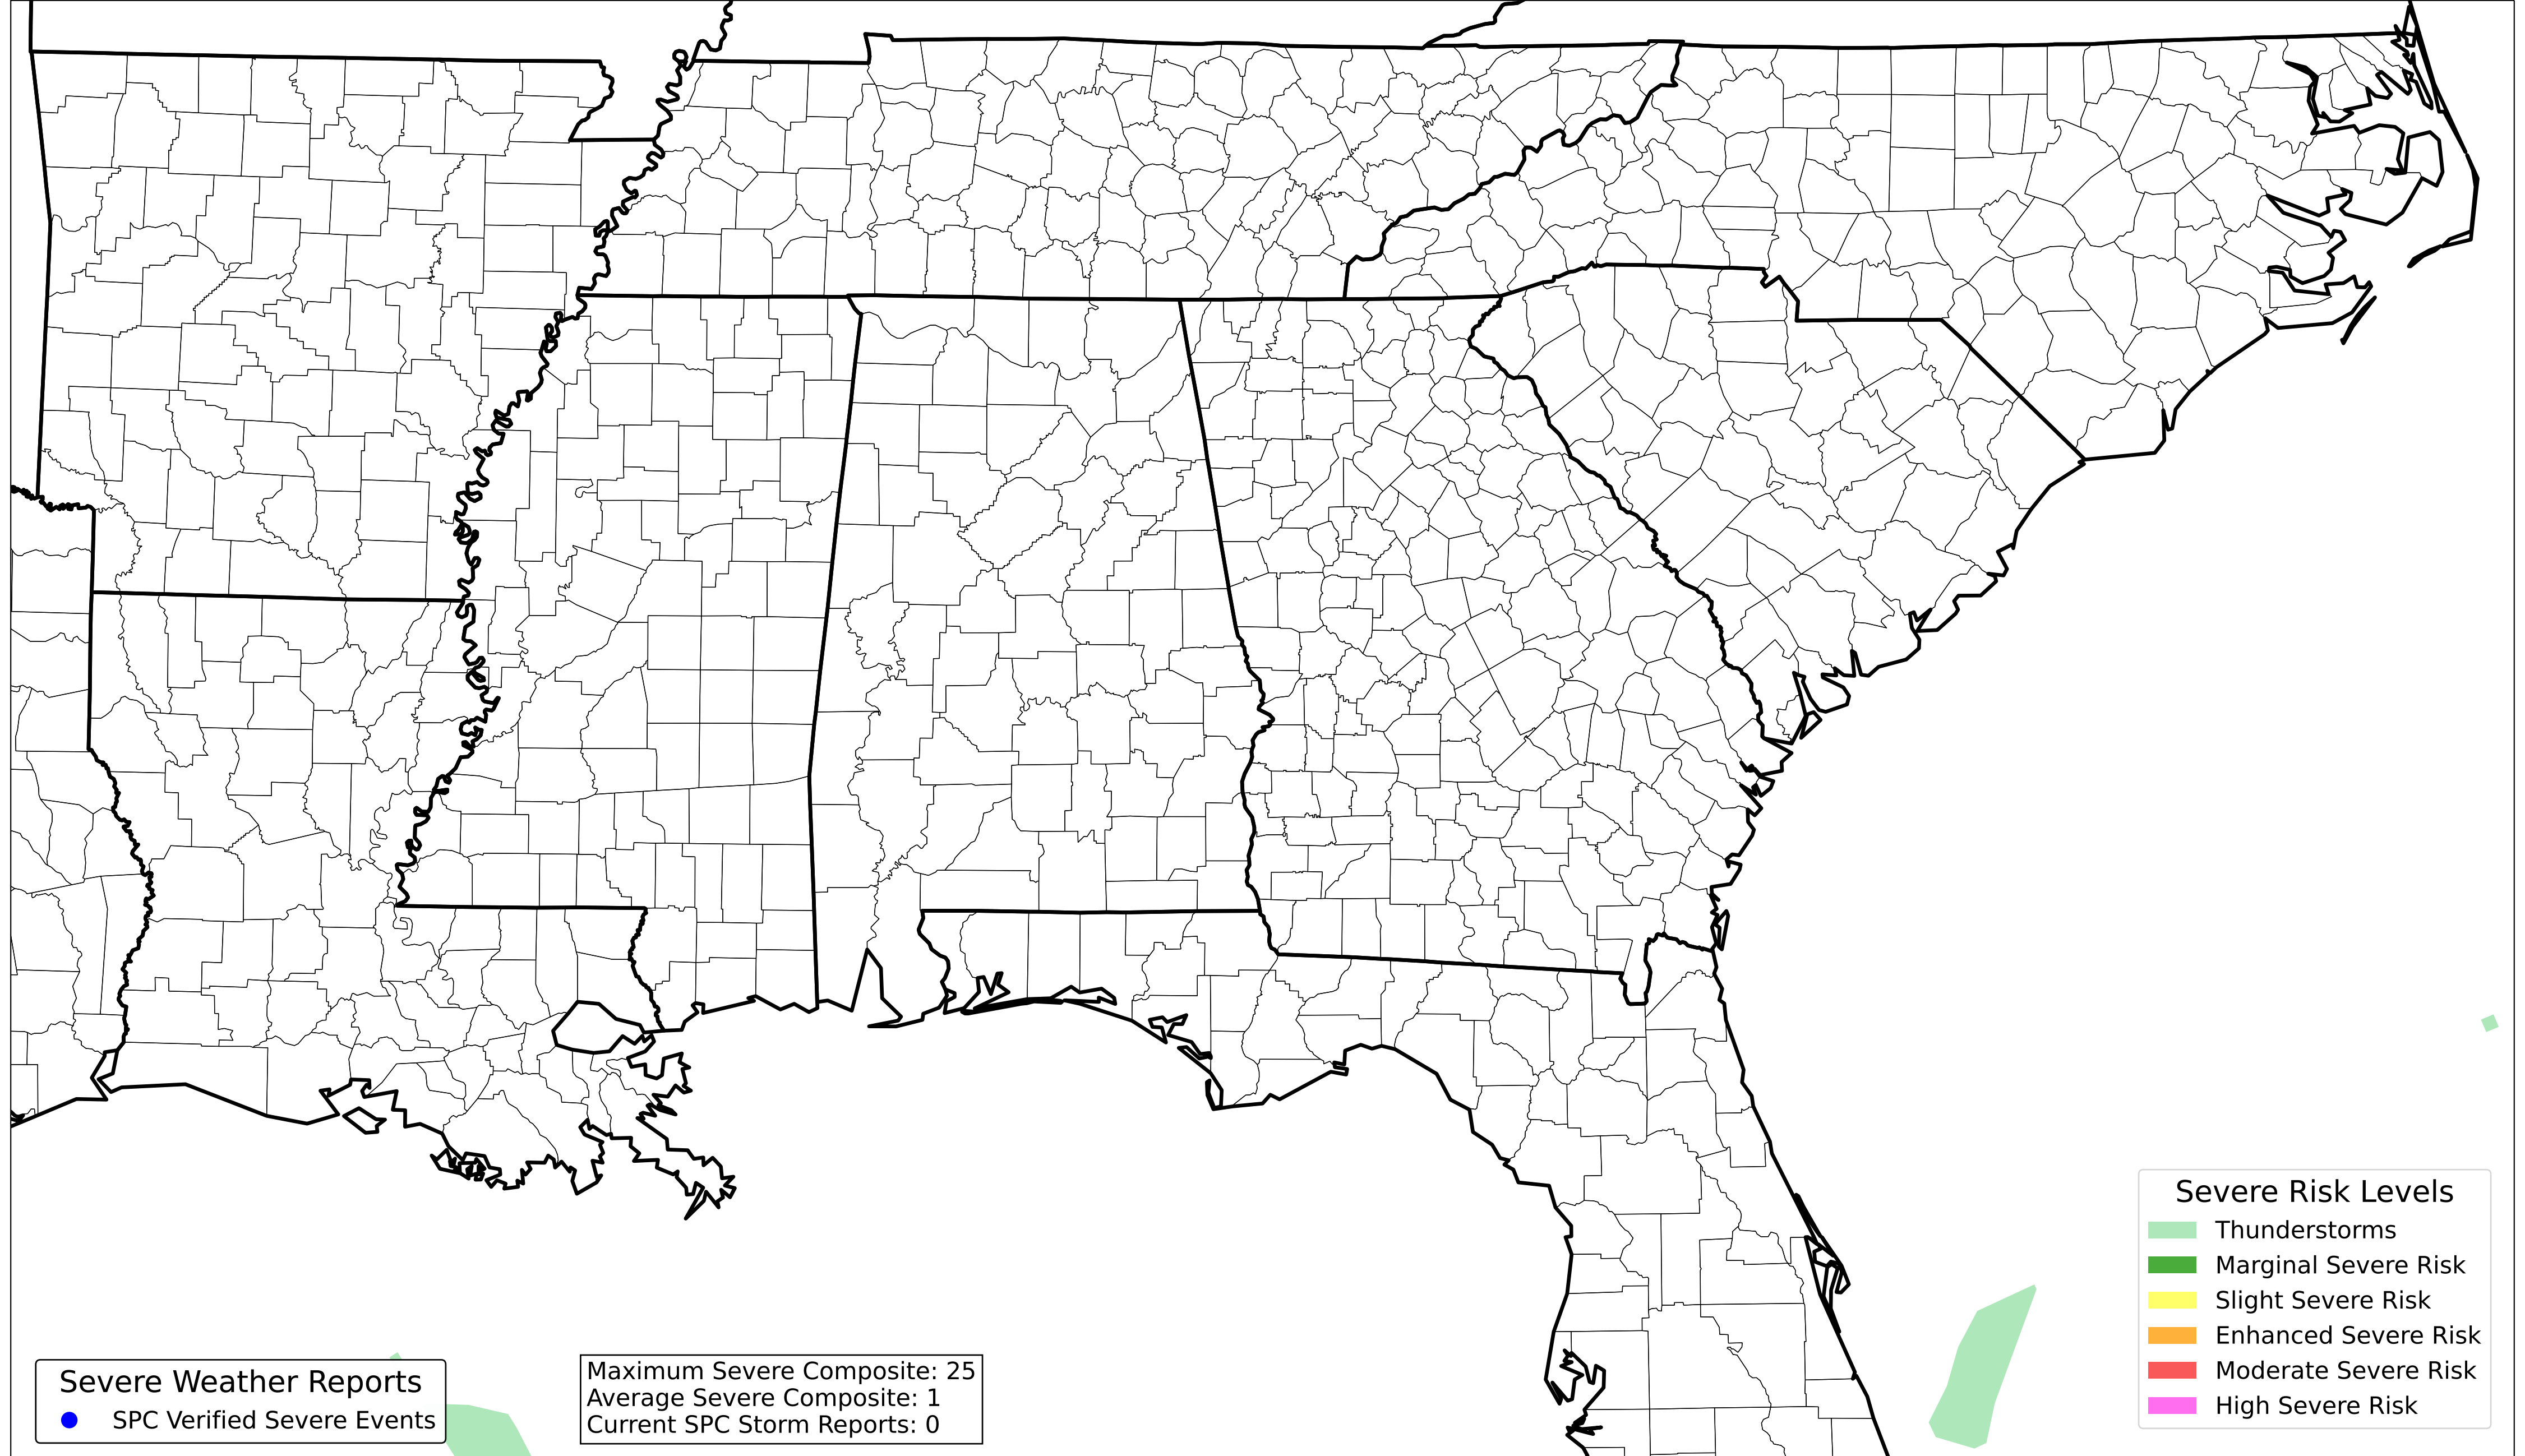 Severe Risk Levels
Thunderstorms
Marginal Severe Risk
Slight Severe Risk
Enhanced Severe Risk
Moderate Severe Risk
High Severe Risk
Severe Weather Reports
SPC Verified Severe Events
Maximum Severe Composite: 25
Average Severe Composite: 1
Current SPC Storm Reports: 0